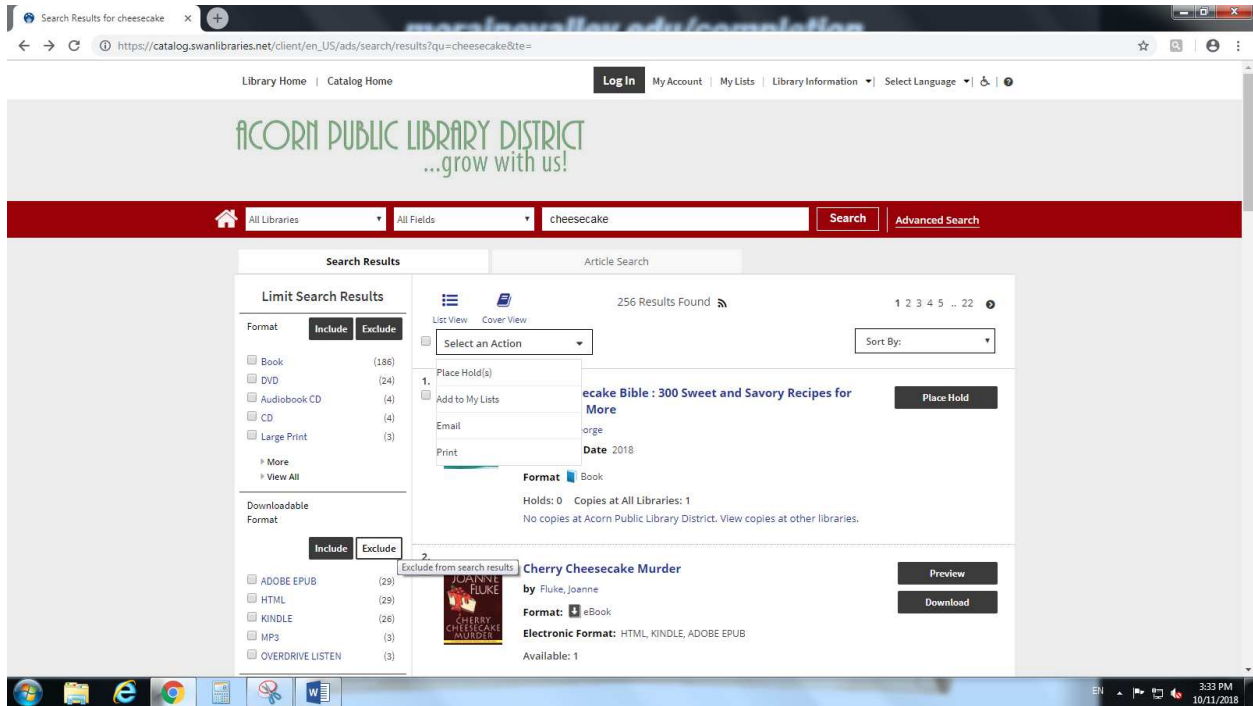 Search Results for cheesecake
morainevalley.edu/completion
https://catalog.swanlibraries.net/client/en_US/ads/search/results?qu=cheesecake&te=
Library Home | Catalog Home
Log In My Account | My Lists | Library Information | Select Language
ACORN PUBLIC LIBRARY DISTRICT
...grow with us!
All Libraries All Fields cheesecake Search Advanced Search
Search Results Article Search
Limit Search Results
Format Include Exclude
Book (186)
DVD (24)
Audiobook CD (4)
CD (4)
Large Print (3)
More
View All
Downloadable
Format
Include Exclude
Exclude from search results
ADOBE EPUB (29)
HTML (29)
KINDLE (26)
MP3 (3)
OVERDRIVE LISTEN (3)
List View Cover View
256 Results Found
1 2 3 4 5 .. 22
Select an Action
Sort By:
Place Hold(s)
Add to My Lists
Email
Print
1.
ecake Bible : 300 Sweet and Savory Recipes for
More
orge
Date 2018
Format Book
Holds: 0 Copies at All Libraries: 1
No copies at Acorn Public Library District. View copies at other libraries.
Place Hold
2.
JOANNE
FLUKE
CHERRY
CHEESECAKE
MURDER
Cherry Cheesecake Murder
by Fluke, Joanne
Format: eBook
Electronic Format: HTML, KINDLE, ADOBE EPUB
Available: 1
Preview
Download
EN
3:33 PM
10/11/2018